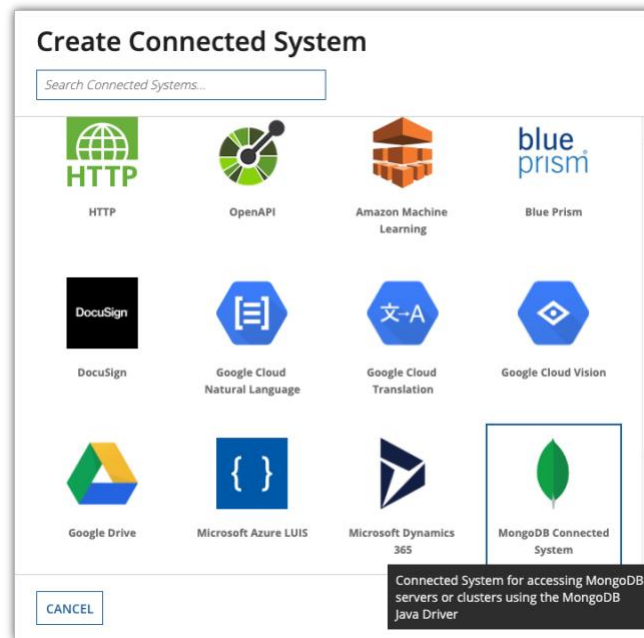 Create Connected System
Search Connected Systems...
HTTP
blue
prism
HTTP
OpenAPI
Amazon Machine
Learning
Blue Prism
DocuSign
文→A
DocuSign
Google Cloud
Natural Language
Google Cloud
Translation
Google Cloud Vision
{ }
Google Drive
Microsoft Azure LUIS
Microsoft Dynamics
365
MongoDB Connected
System
Connected System for accessing MongoDB
servers or clusters using the MongoDB
Java Driver
CANCEL